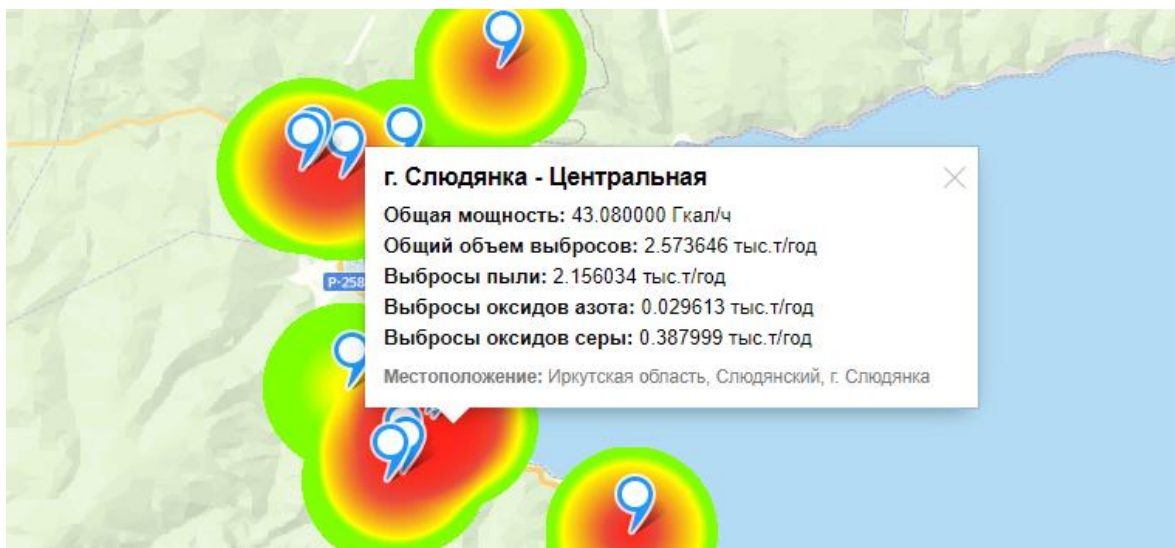 г. Слюдянка - Центральная
Общая мощность: 43.080000 Гкал/ч
Общий объем выбросов: 2.573646 тыс.т/год
Выбросы пыли: 2.156034 тыс.т/год
Р-258
Выбросы оксидов азота: 0.029613 тыс.т/год
Выбросы оксидов серы: 0.387999 тыс.т/год
Местоположение: Иркутская область, Слюдянский, г. Слюдянка